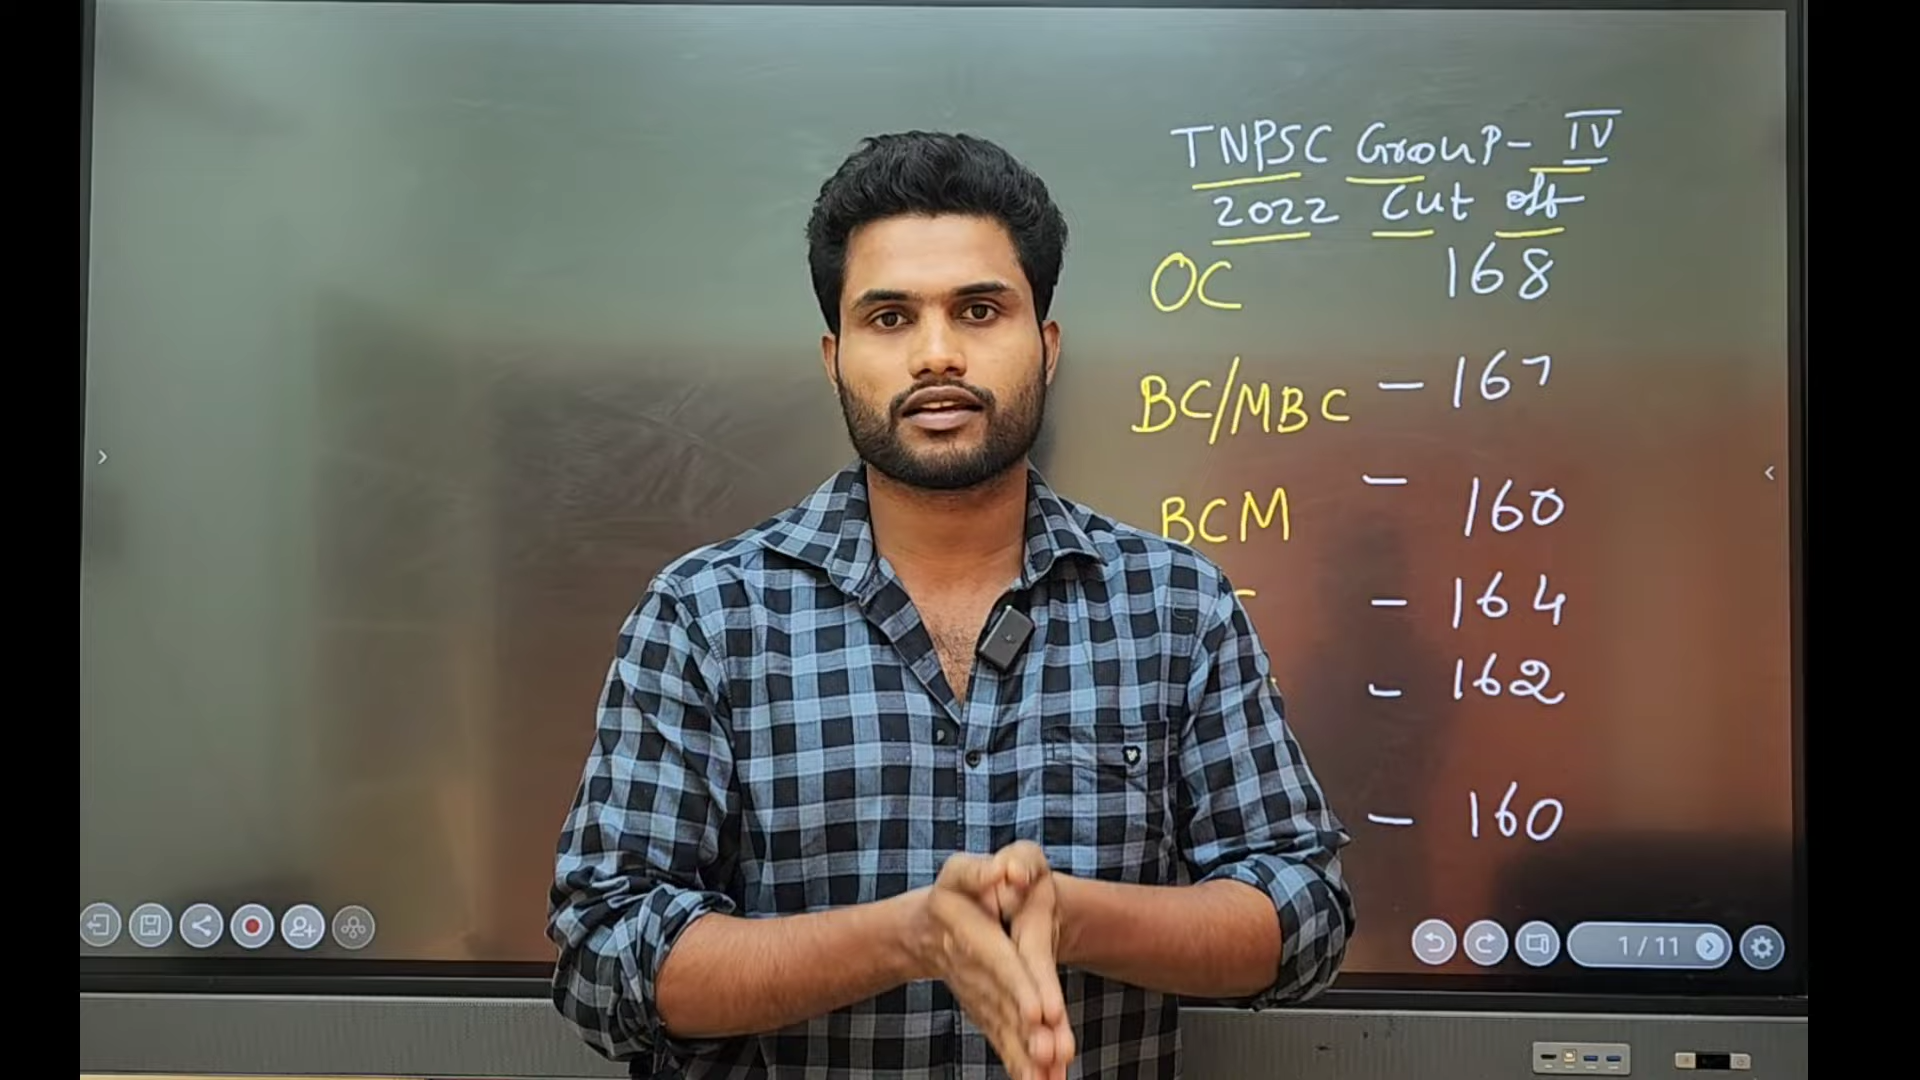 TNPSC Group - IV
2022 Cut off
OC 168
BC/MBC - 167
BCM - 160
- 164
- 162
- 160
1 / 11